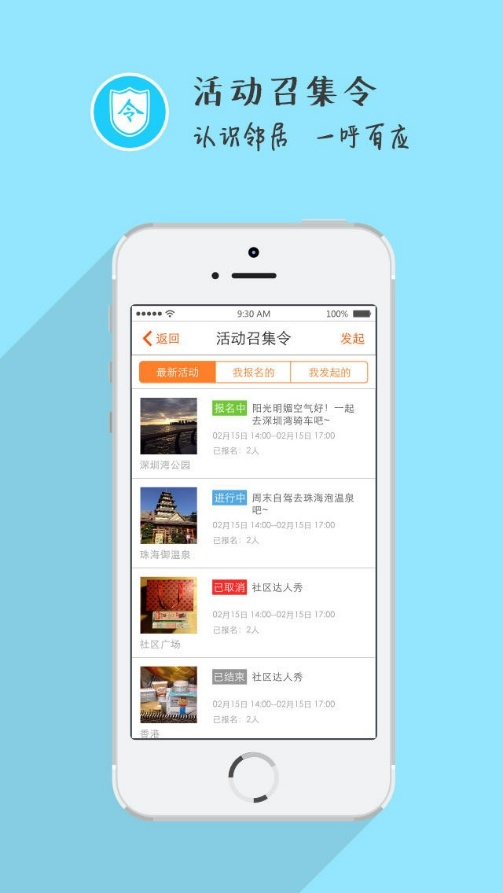 令
活动召集令
认识邻居 一呼百应
9:30 AM
100%
返回
活动召集令
发起
最新活动
我报名的
我发起的
报名中
阳光明媚空气好！一起
去深圳湾骑车吧~
02月15日 14:00--02月15日 17:00
已报名：2人
深圳湾公园
进行中
周末自驾去珠海泡温泉
吧~
02月15日 14:00--02月15日 17:00
已报名：2人
珠海御温泉
已取消
社区达人秀
02月15日 14:00--02月15日 17:00
已报名：2人
社区广场
已结束
社区达人秀
02月15日 14:00--02月15日 17:00
已报名：2人
香港